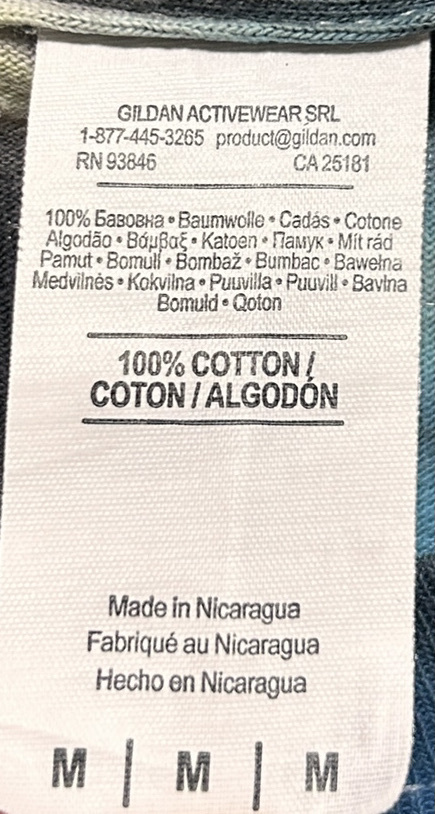 GILDAN ACTIVEWEAR SRL
1-877-445-3265 product@gildan.com
RN 93846 CA 25181
100% Бавовна • Baumwolle • Cadás • Cotone
Algodão • Βάμβαξ • Katoen • Памук • Mit rád
Pamut • Bomull • Bombaž • Bumbac • Bawełna
Medvilnės • Kokvilna • Puuvilla • Puuvill • Bavlna
Bomuld • Qoton
100% COTTON /
COTON / ALGODÓN
Made in Nicaragua
Fabriqué au Nicaragua
Hecho en Nicaragua
M | M | M